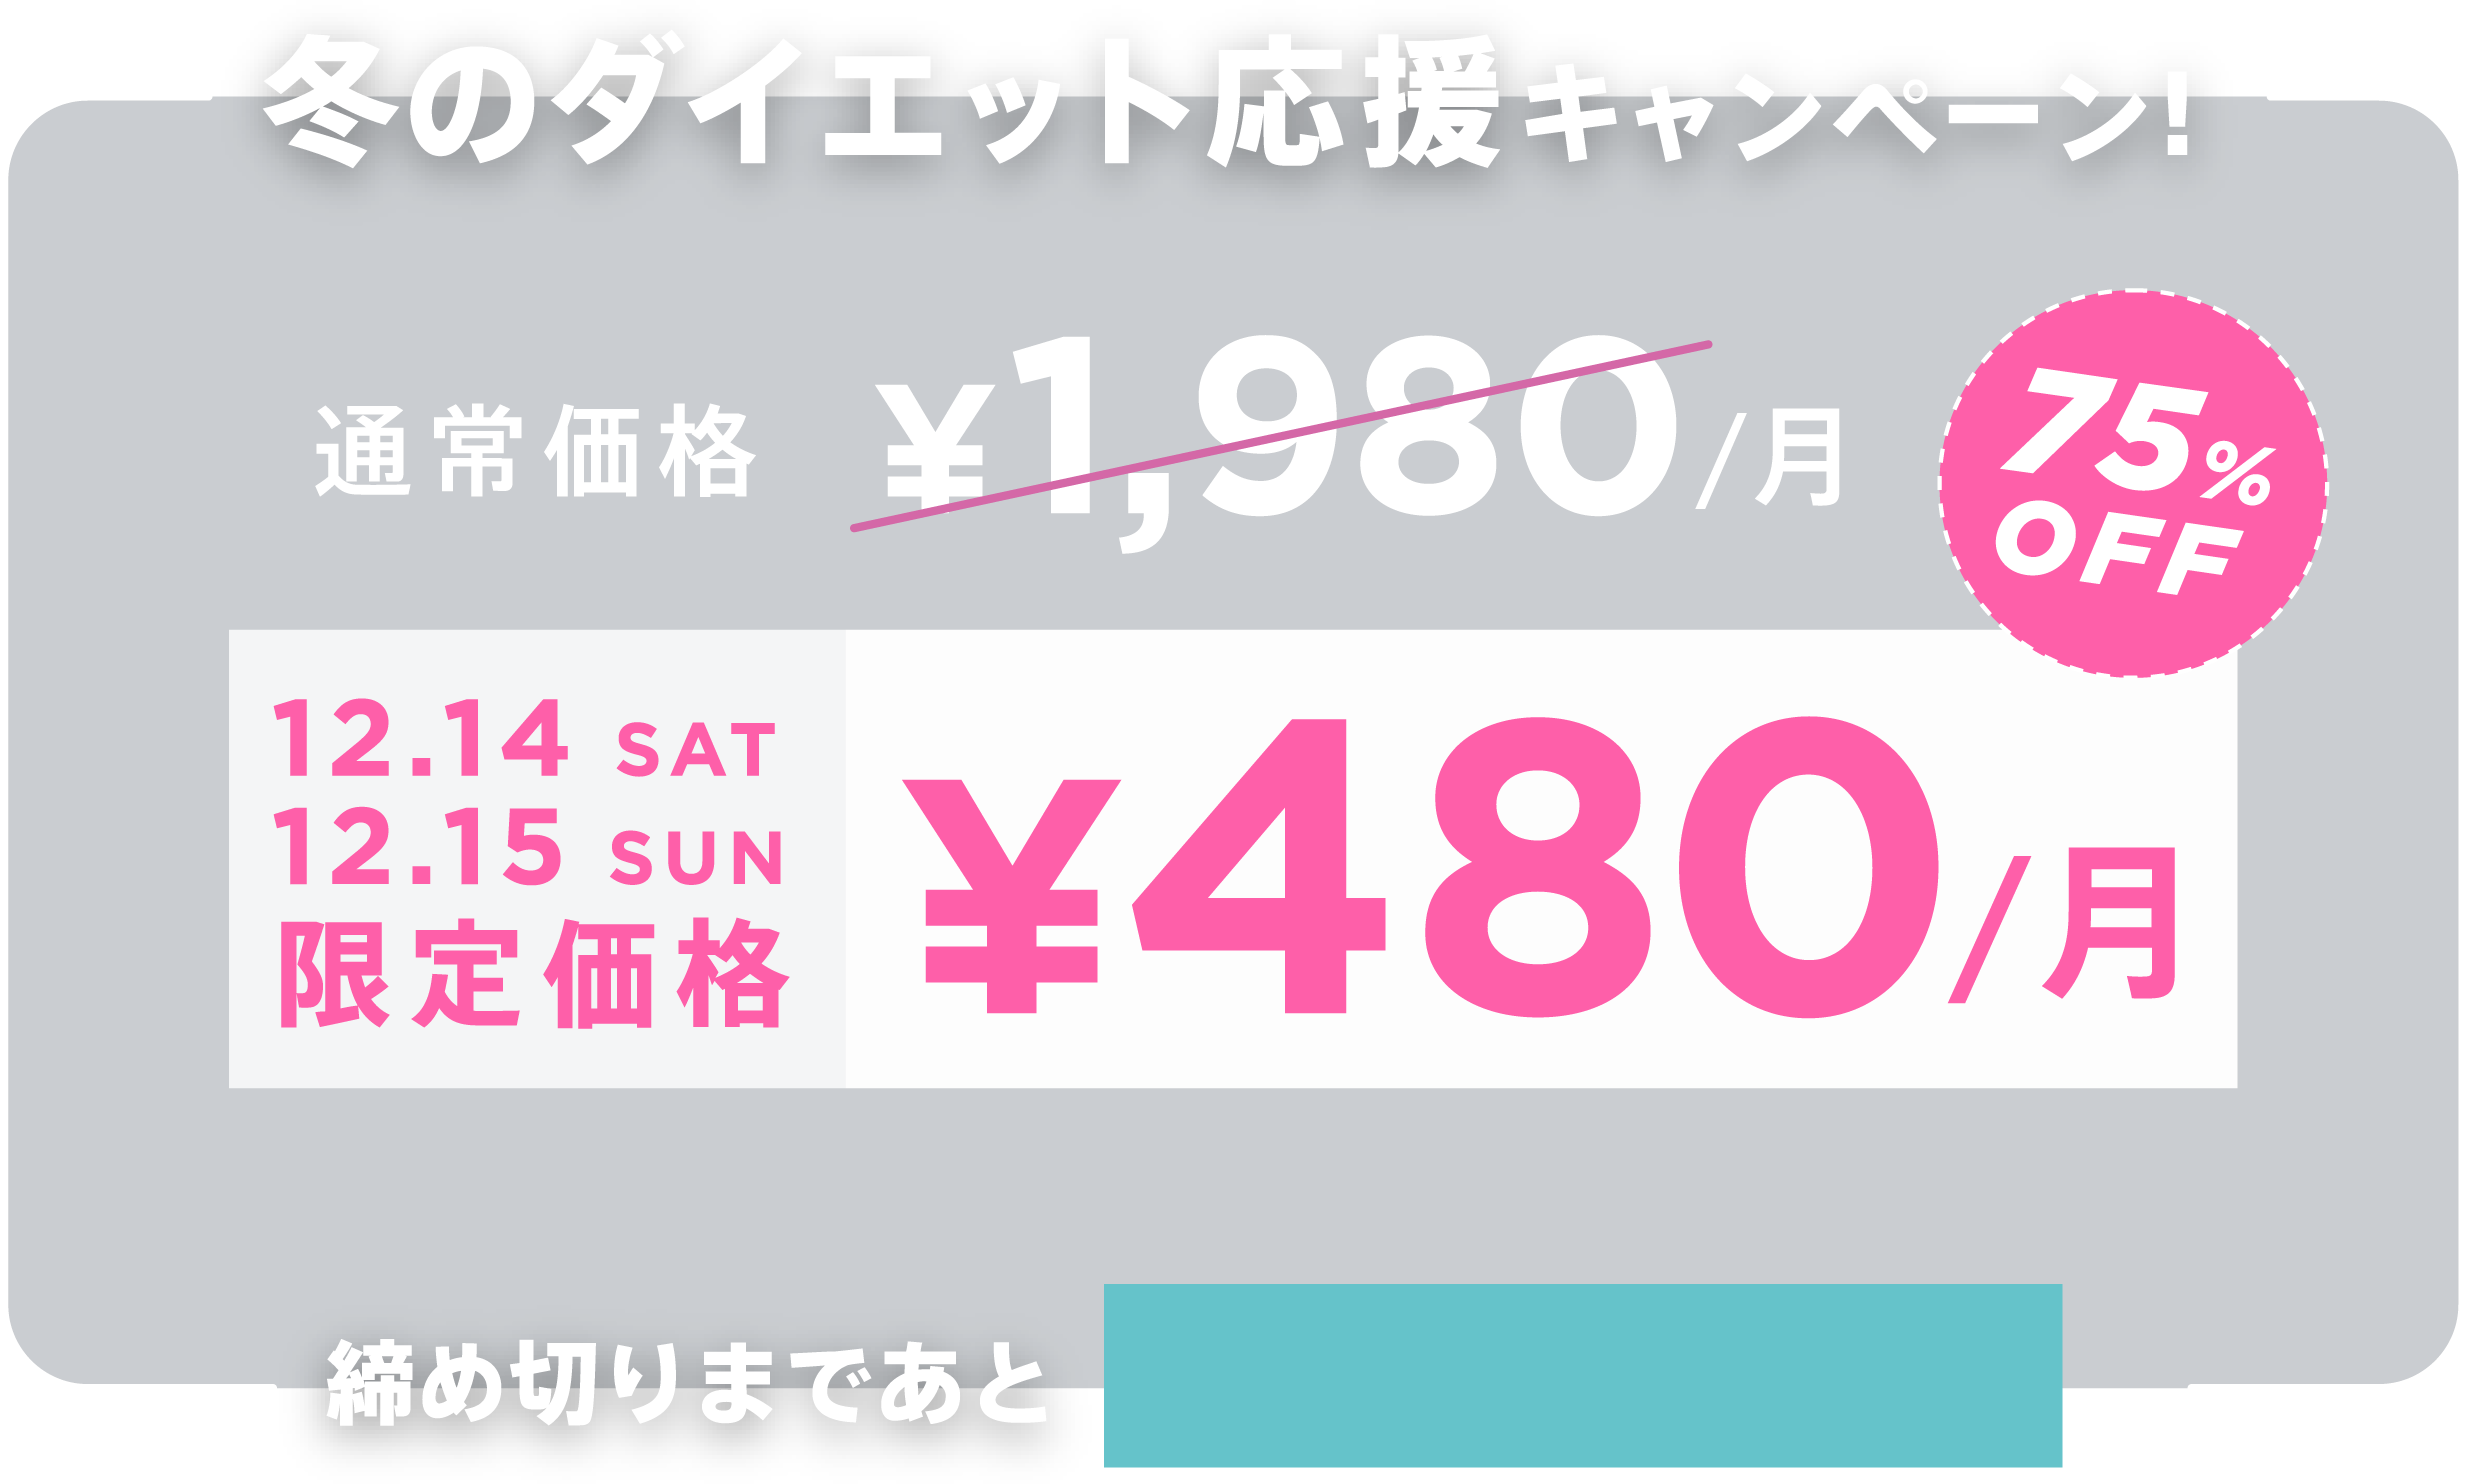 冬のダイエット応援キャンペーン!
通常価格 ¥1,980/月
75%
OFF
12.14 SAT
12.15 SUN
限定価格
¥480/月
締め切りまであと